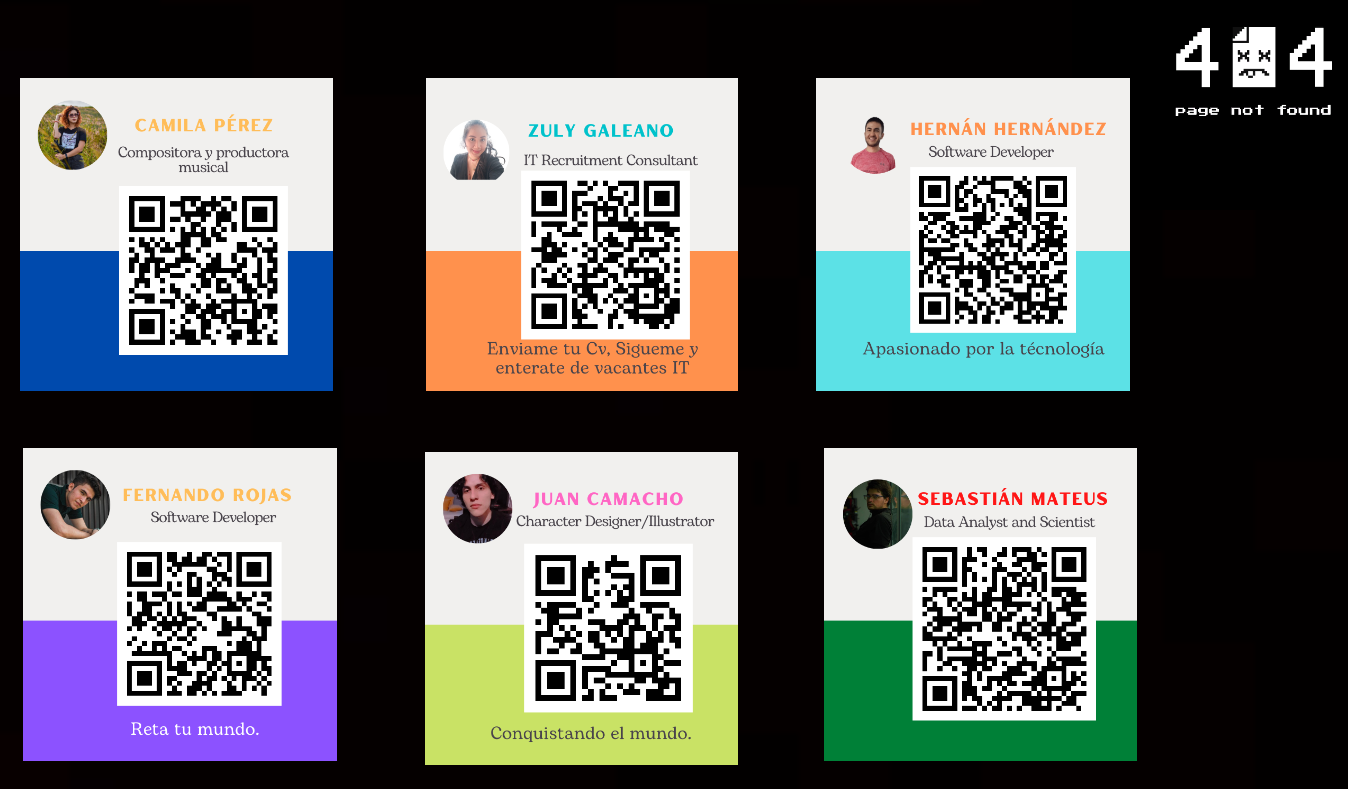 4 4
page not found
CAMILA PÉREZ
Compositora y productora
musical
ZULY GALEANO
IT Recruitment Consultant
Enviame tu Cv, Sigueme y
enterate de vacantes IT
HERNÁN HERNÁNDEZ
Software Developer
Apasionado por la técnología
FERNANDO ROJAS
Software Developer
Reta tu mundo.
JUAN CAMACHO
Character Designer/Illustrator
Conquistando el mundo.
SEBASTIÁN MATEUS
Data Analyst and Scientist